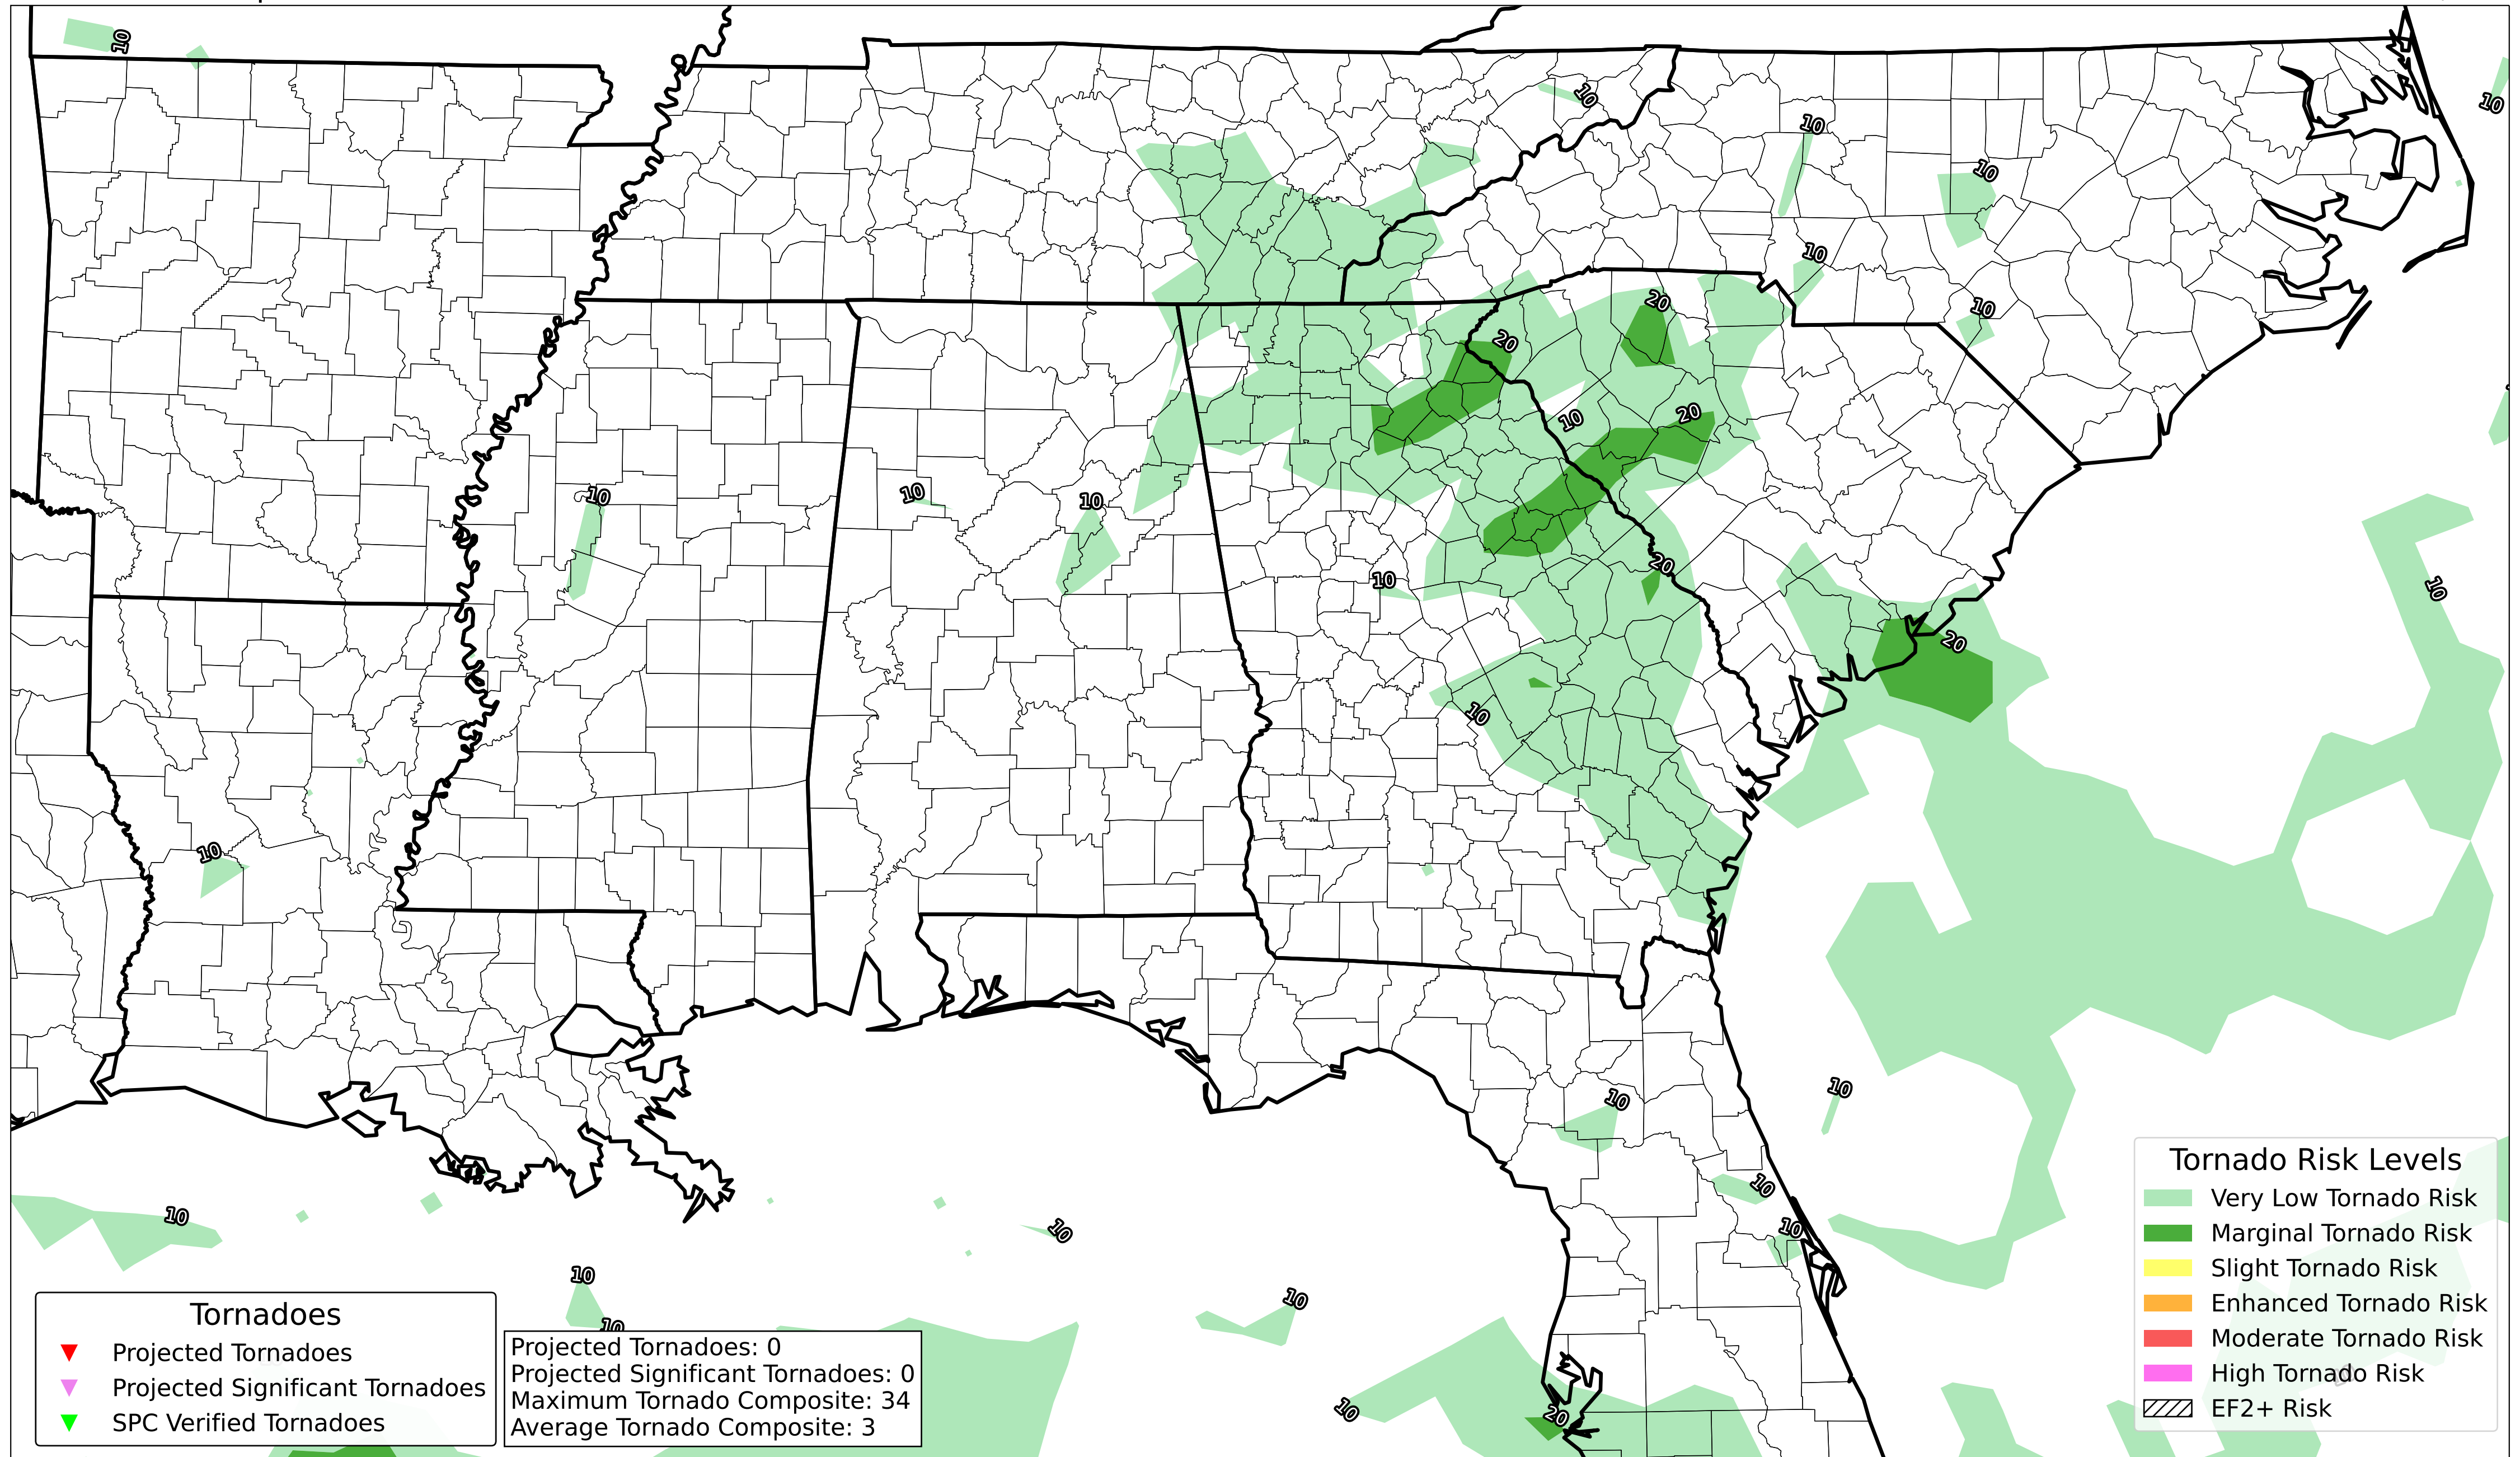 10
10
10
10
10
10
10
20
10
20
10
20
10
10
10
20
10
10
20
10
10
10
10
10
10
10
10
10
10
10
10
20
Tornado Risk Levels
Very Low Tornado Risk
Marginal Tornado Risk
Slight Tornado Risk
Enhanced Tornado Risk
Moderate Tornado Risk
High Tornado Risk
EF2+ Risk
Tornadoes
Projected Tornadoes
Projected Significant Tornadoes
SPC Verified Tornadoes
Projected Tornadoes: 0
Projected Significant Tornadoes: 0
Maximum Tornado Composite: 34
Average Tornado Composite: 3